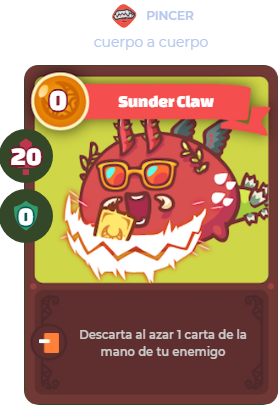 PINCER
cuerpo a cuerpo
0
Sunder Claw
20
0
Descarta al azar 1 carta de la
mano de tu enemigo